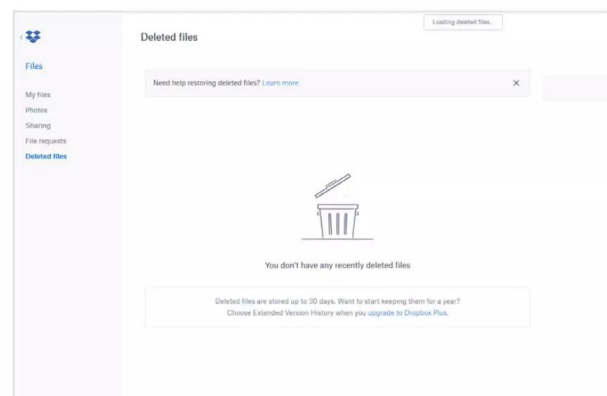 Loading deleted files.
Deleted files
Files
Need help restoring deleted files? Learn more
My files
Photos
Sharing
File requests
Deleted files
You don't have any recently deleted files
Deleted files are stored up to 30 days. Want to start keeping them for a year?
Choose Extended Version History when you upgrade to Dropbox Plus.